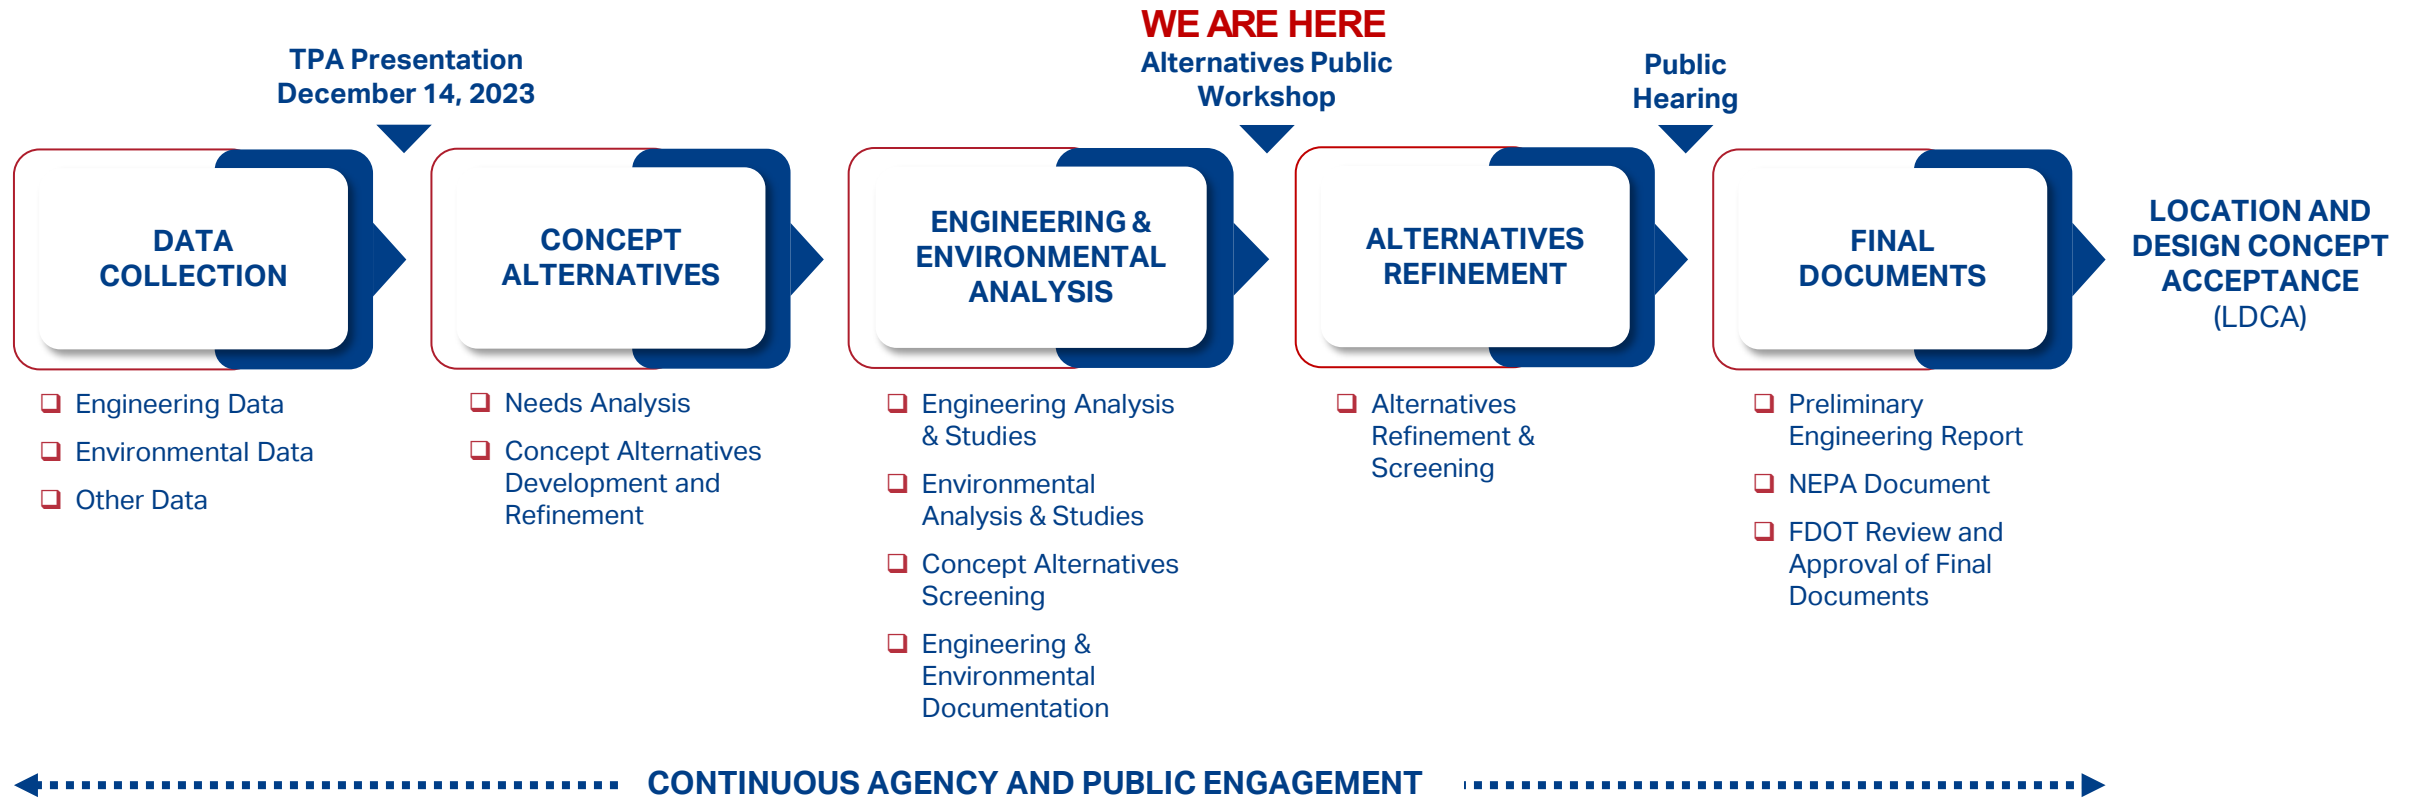 WE ARE HERE
TPA Presentation
December 14, 2023
Alternatives Public
Workshop
Public
Hearing
DATA
COLLECTION
CONCEPT
ALTERNATIVES
ENGINEERING &
ENVIRONMENTAL
ANALYSIS
ALTERNATIVES
REFINEMENT
FINAL
DOCUMENTS
LOCATION AND
DESIGN CONCEPT
ACCEPTANCE
(LDCA)
Engineering Data
Environmental Data
Other Data
Needs Analysis
Concept Alternatives
Development and
Refinement
Engineering Analysis
& Studies
Environmental
Analysis & Studies
Concept Alternatives
Screening
Engineering &
Environmental
Documentation
Alternatives
Refinement &
Screening
Preliminary
Engineering Report
NEPA Document
FDOT Review and
Approval of Final
Documents
CONTINUOUS AGENCY AND PUBLIC ENGAGEMENT